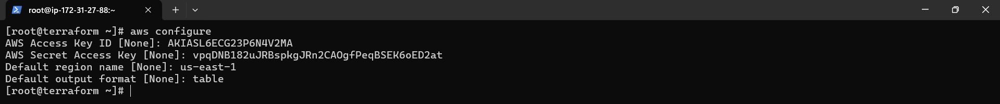 root@ip-172-31-27-88:~
[root@terraform ~]# aws configure
AWS Access Key ID [None]: AKIASL6ECG23P6N4V2MA
AWS Secret Access Key [None]: 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
Default region name [None]: us-east-1
Default output format [None]: table
[root@terraform ~]#